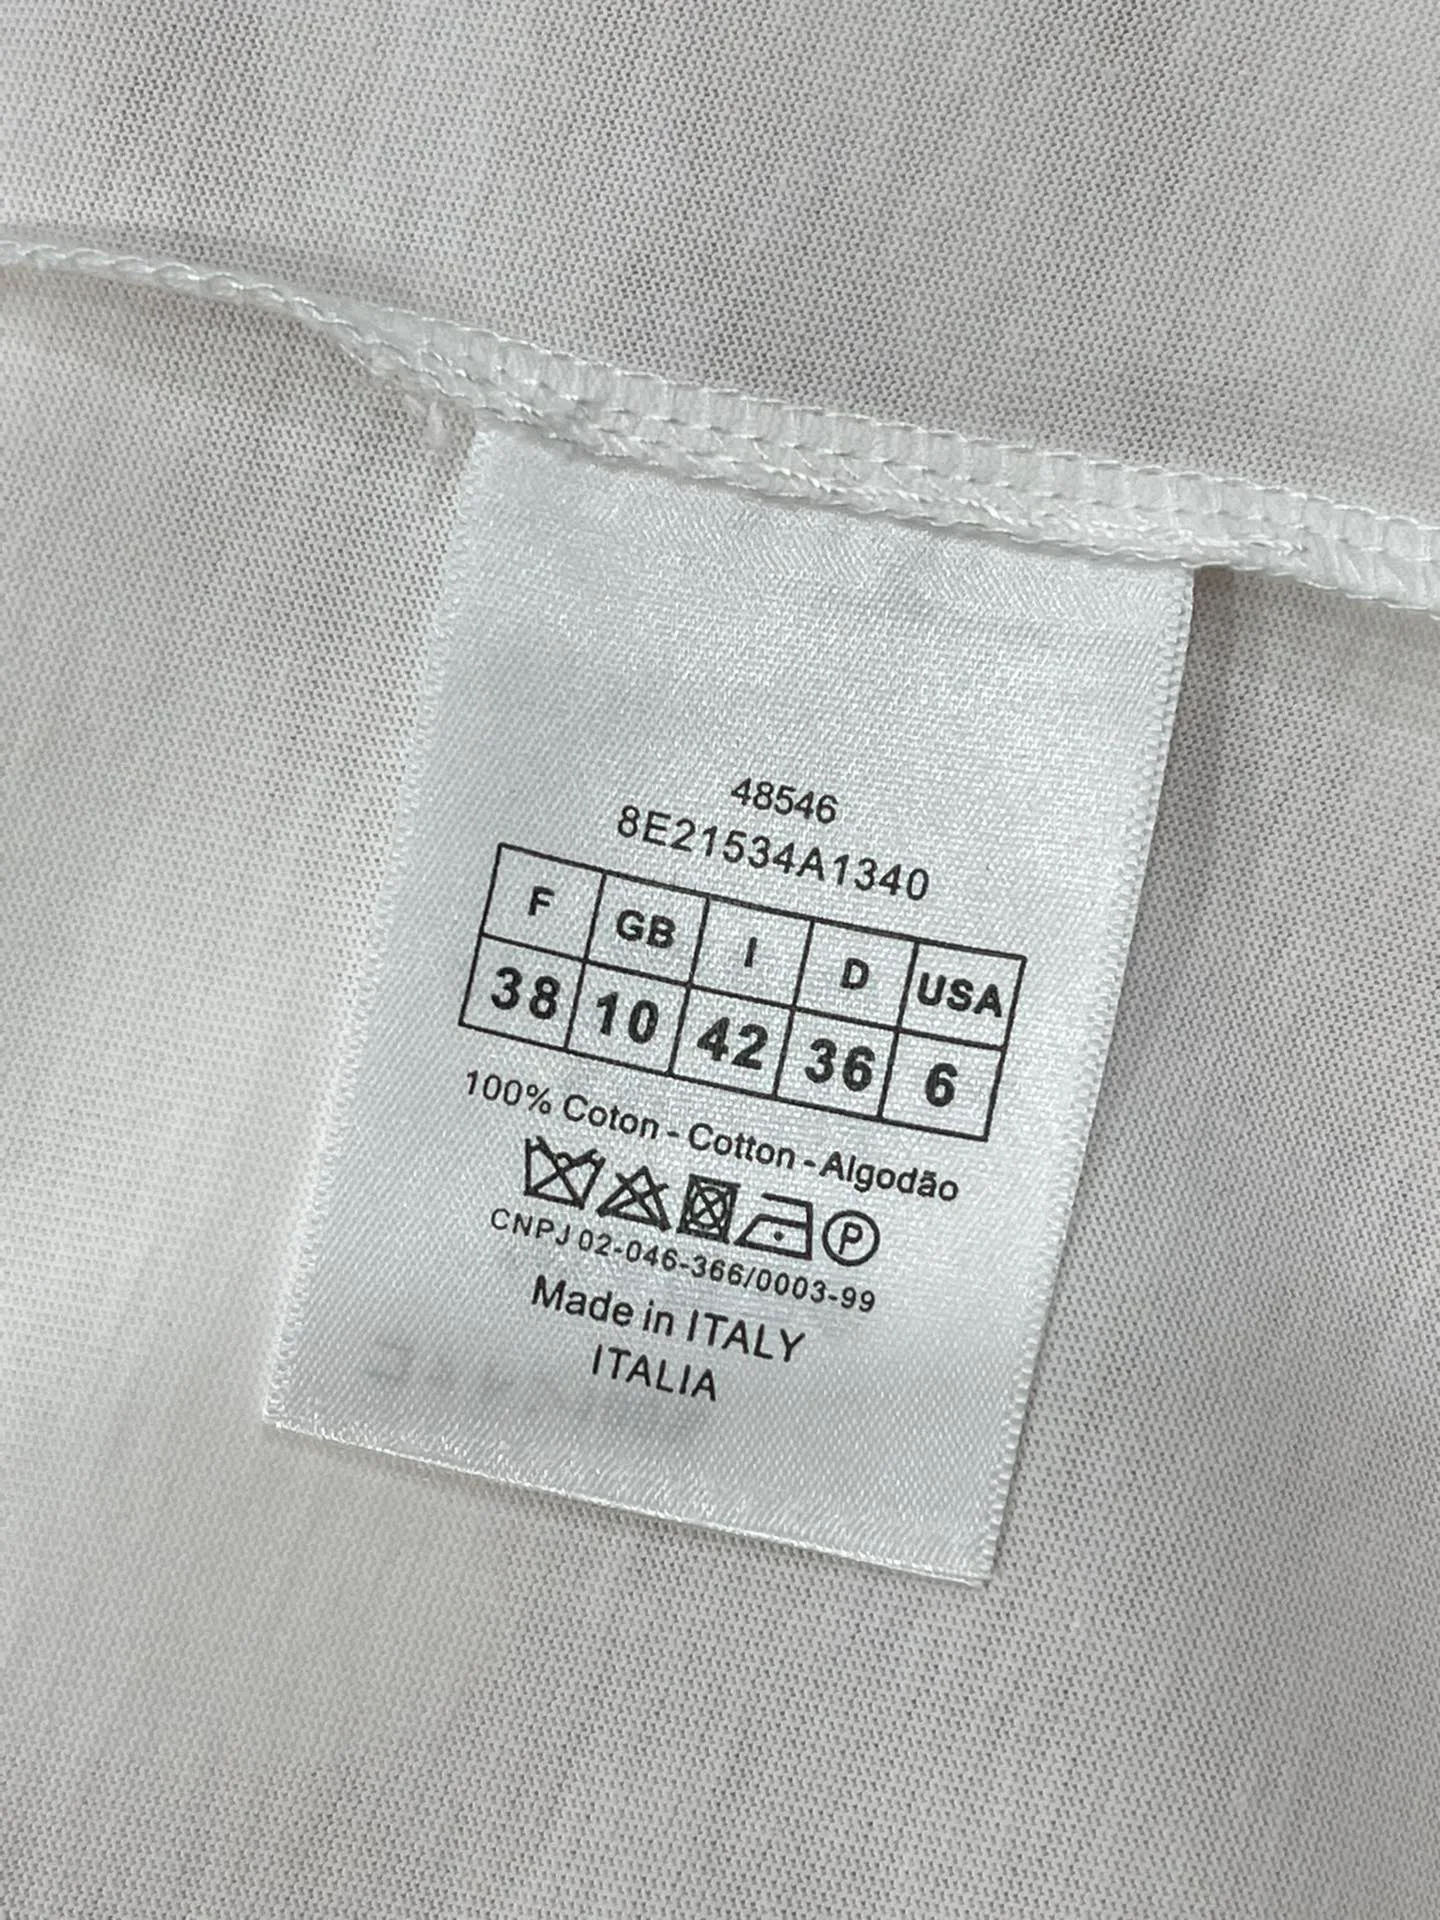 48546
8E21534A1340
F GB I D USA
38 10 42 36 6
100% Coton - Cotton - Algodão
P
CNPJ 02-046-366/0003-99
Made in ITALY
ITALIA